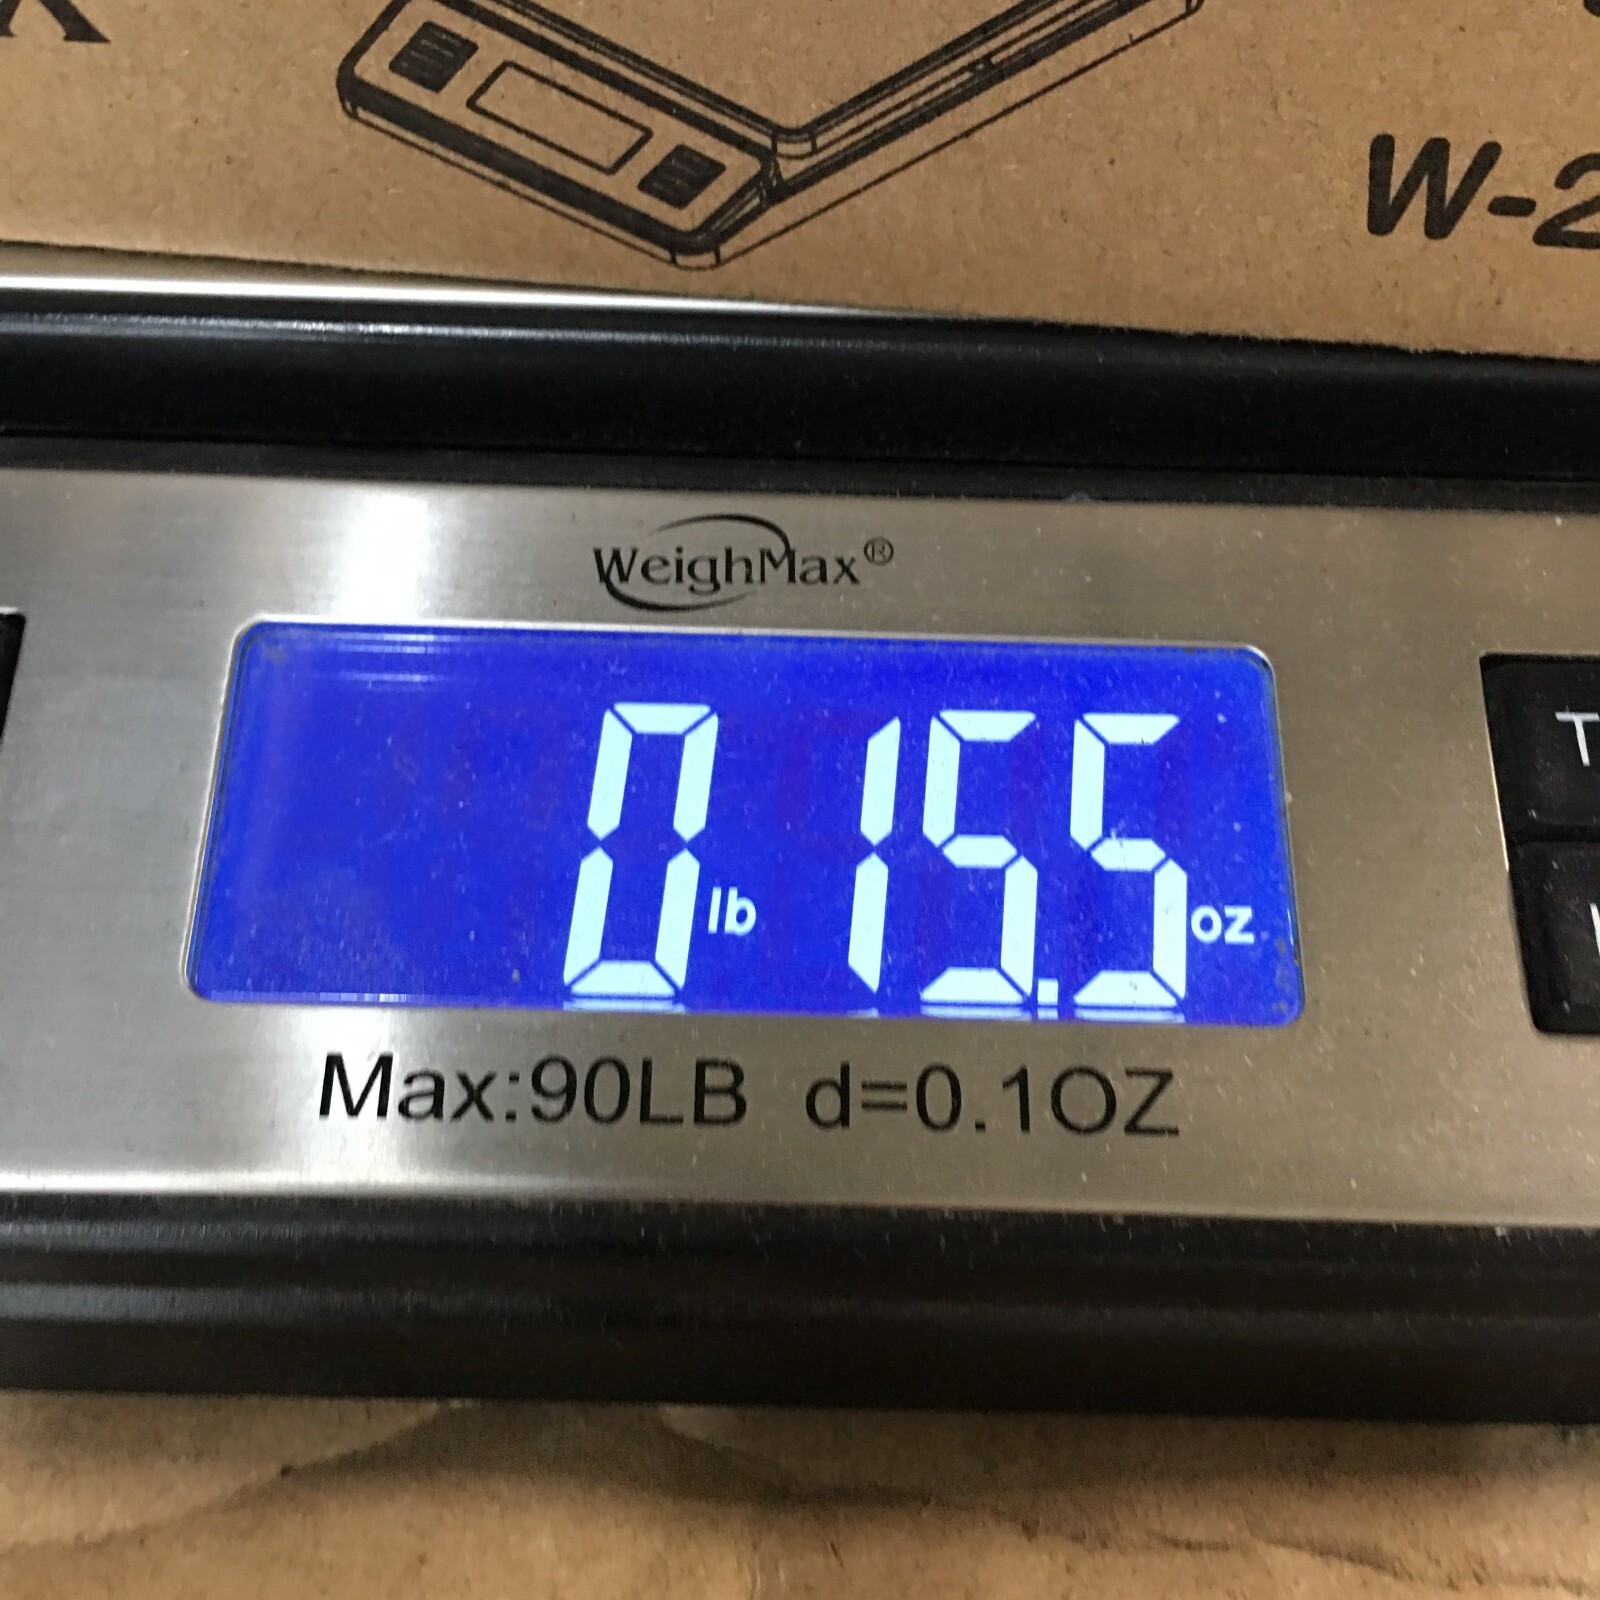 W-2
WeighMax®
0 lb 15.5 oz
Max:90LB d=0.1OZ
T